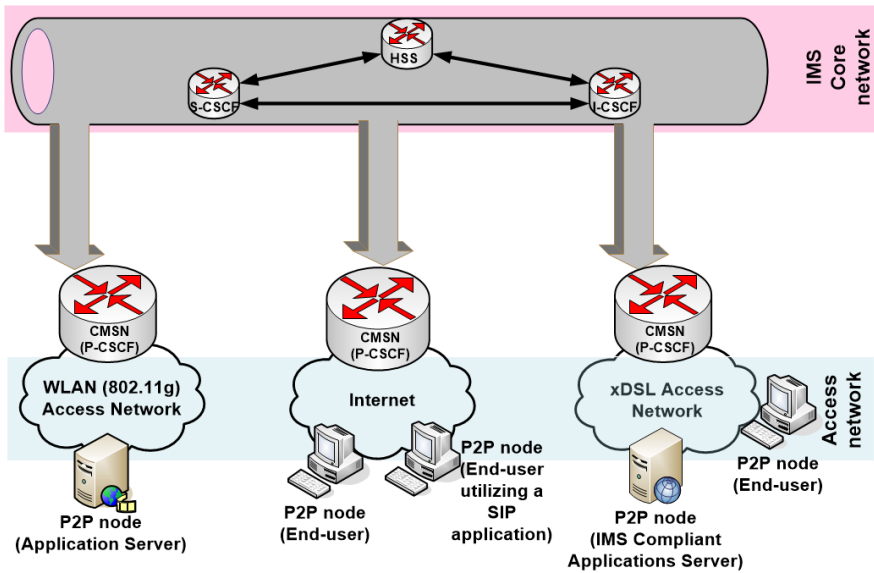 IMS
Core
network
HSS
S-CSCF
I-CSCF
CMSN
(P-CSCF)
CMSN
(P-CSCF)
CMSN
(P-CSCF)
WLAN (802.11g)
Access Network
Internet
xDSL Access
Network
Access
network
P2P node
(Application Server)
P2P node
(End-user)
P2P node
(End-user
utilizing a
SIP
application)
P2P node
(IMS Compliant
Applications Server)
P2P node
(End-user)